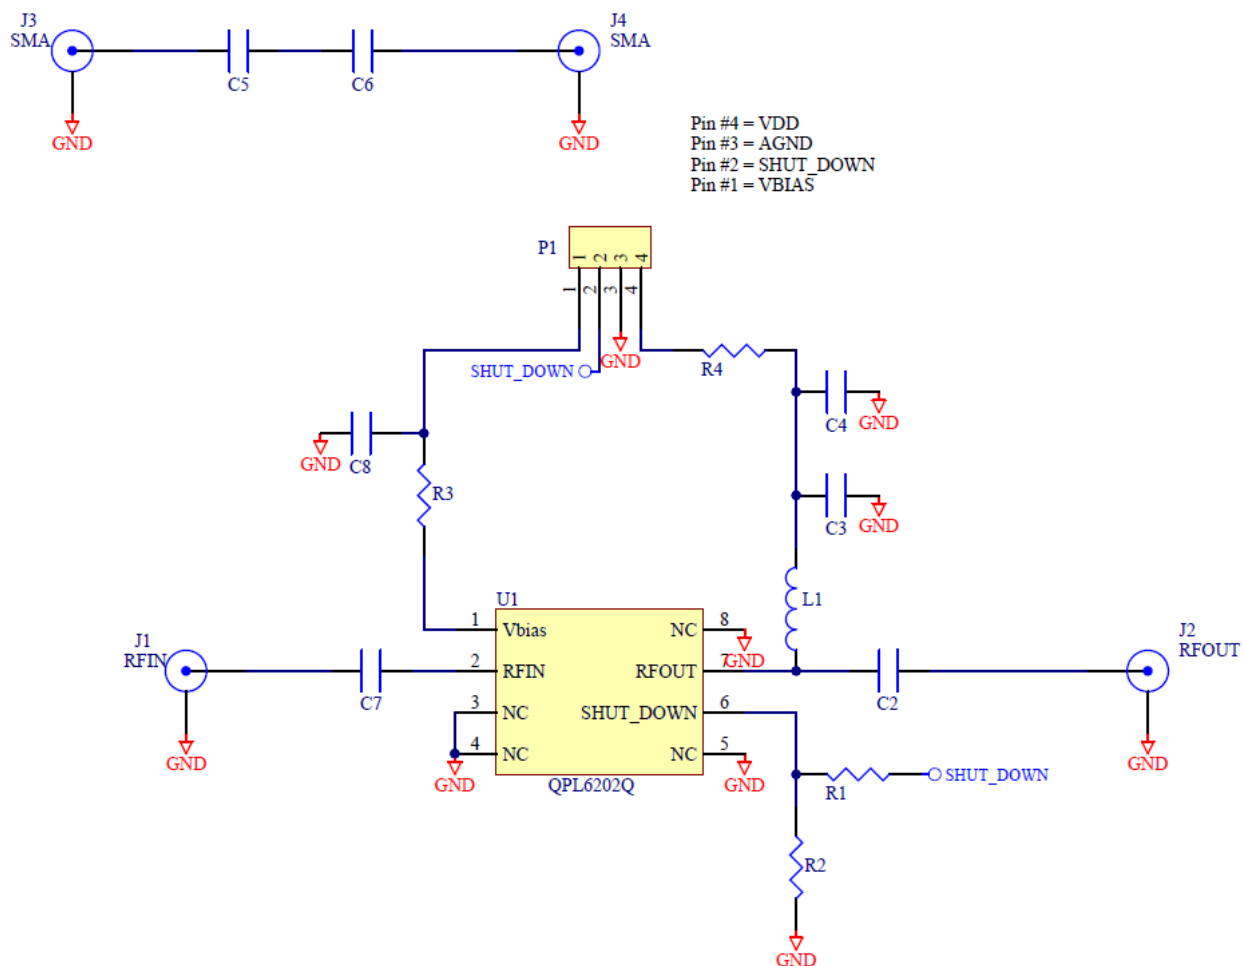 J3
SMA
J4
SMA
C5
C6
GND
GND
Pin #4 = VDD
Pin #3 = AGND
Pin #2 = SHUT_DOWN
Pin #1 = VBIAS
P1
1
2
3
4
1
2
3
4
GND
SHUT_DOWN
R4
C4
GND
GND
C8
R3
C3
GND
L1
U1
1
Vbias
NC
8
GND
J1
RFIN
J2
RFOUT
2
RFIN
RFOUT
7
C7
C2
3
NC
SHUT_DOWN
6
4
NC
NC
5
GND
GND
GND
GND
QPL6202Q
R1
SHUT_DOWN
R2
GND